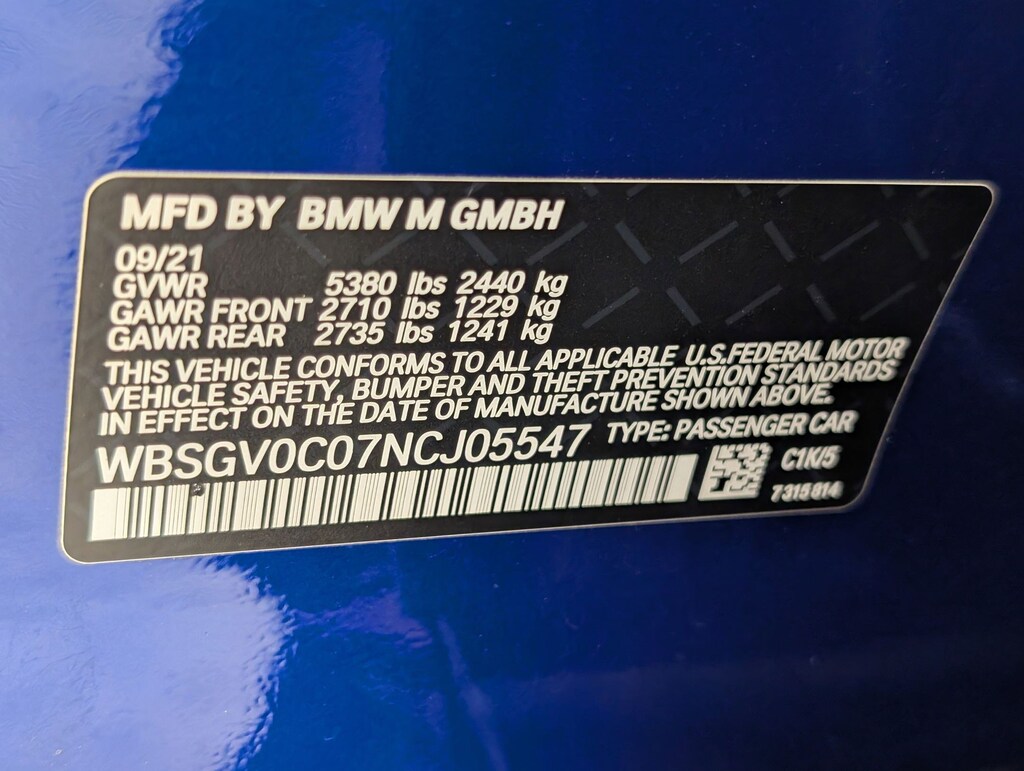 MFD BY BMW M GMBH
09/21
GVWR 5380 lbs 2440 kg
GAWR FRONT 2710 lbs 1229 kg
GAWR REAR 2735 lbs 1241 kg
THIS VEHICLE CONFORMS TO ALL APPLICABLE U.S.FEDERAL MOTOR
VEHICLE SAFETY, BUMPER AND THEFT PREVENTION STANDARDS
IN EFFECT ON THE DATE OF MANUFACTURE SHOWN ABOVE.
WBSGV0C07NCJ05547 TYPE: PASSENGER CAR
C1K/5
7315814